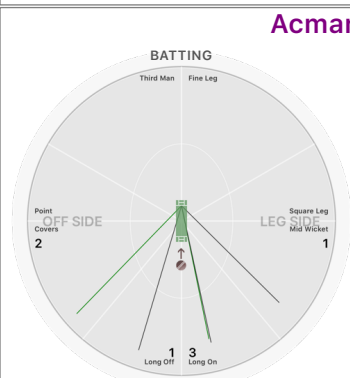 Acmar
BATTING
Third Man Fine Leg
Point Square Leg
OFF SIDE LEG SIDE
Covers Mid Wicket
2 1
1 3
Long Off Long On